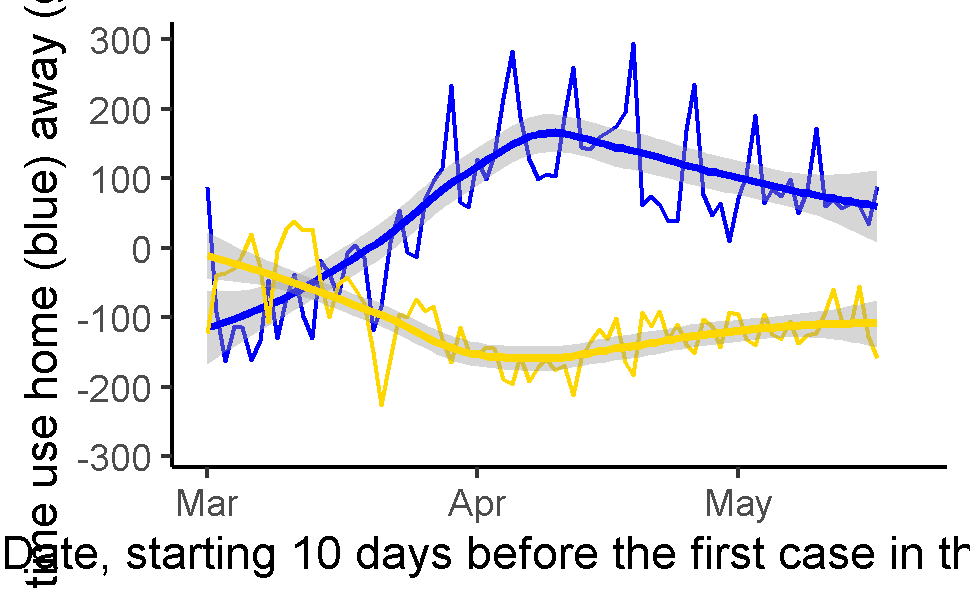 time use home (blue) away (
300
200
100
0
-100
-200
-300
Mar Apr May
Date, starting 10 days before the first case in th